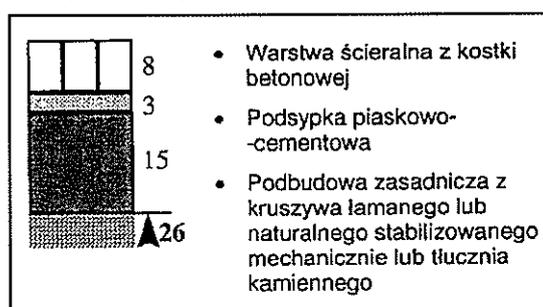 8
3
15
26
• Warstwa ścieralna z kostki
betonowej
• Podsypka piaskowo-
-cementowa
• Podbudowa zasadnicza z
kruszywa łamanego lub
naturalnego stabilizowanego
mechanicznie lub tłucznia
kamiennego